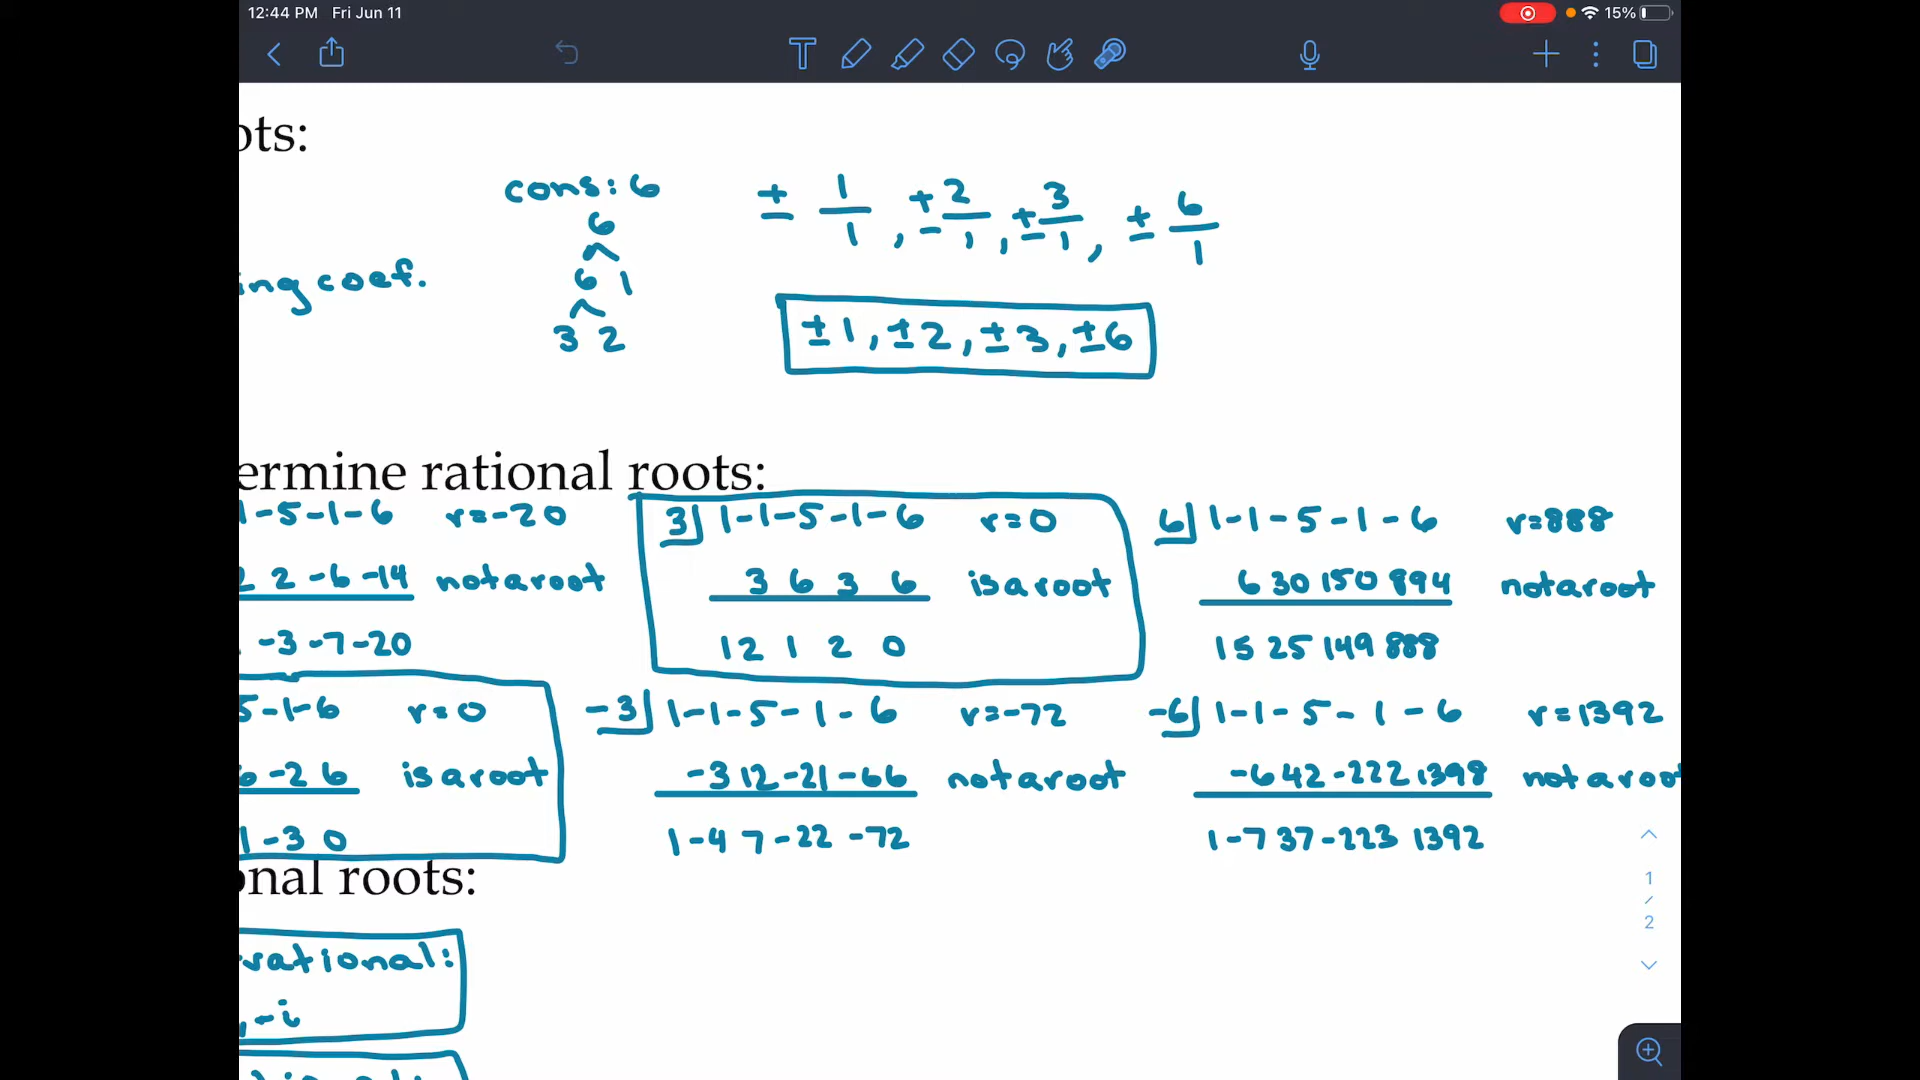 12:44 PM Fri Jun 11
15%
ots:
cons: 6
6
6 1
3 2
ing coef.
± 1/1, ± 2/1, ± 3/1, ± 6/1
±1, ±2, ±3, ±6
ermine rational roots:
1 -5 -1 -6 r=-20
2 2 -6 -14 not a root
-3 -7 -20
3| 1 -1 -5 -1 -6 r=0
3 6 3 6 is a root
1 2 1 2 0
6| 1 -1 -5 -1 -6 r=888
6 30 150 894 not a root
1 5 25 149 888
5 -1 -6 r=0
6 -2 6 is a root
1 -3 0
-3| 1 -1 -5 -1 -6 r=-72
-3 12 -21 -66 not a root
1 -4 7 -22 -72
-6| 1 -1 -5 -1 -6 r=1392
-6 42 -222 1398 not a roo
1 -7 37 -223 1392
onal roots:
rational:
, -i
1
/
2